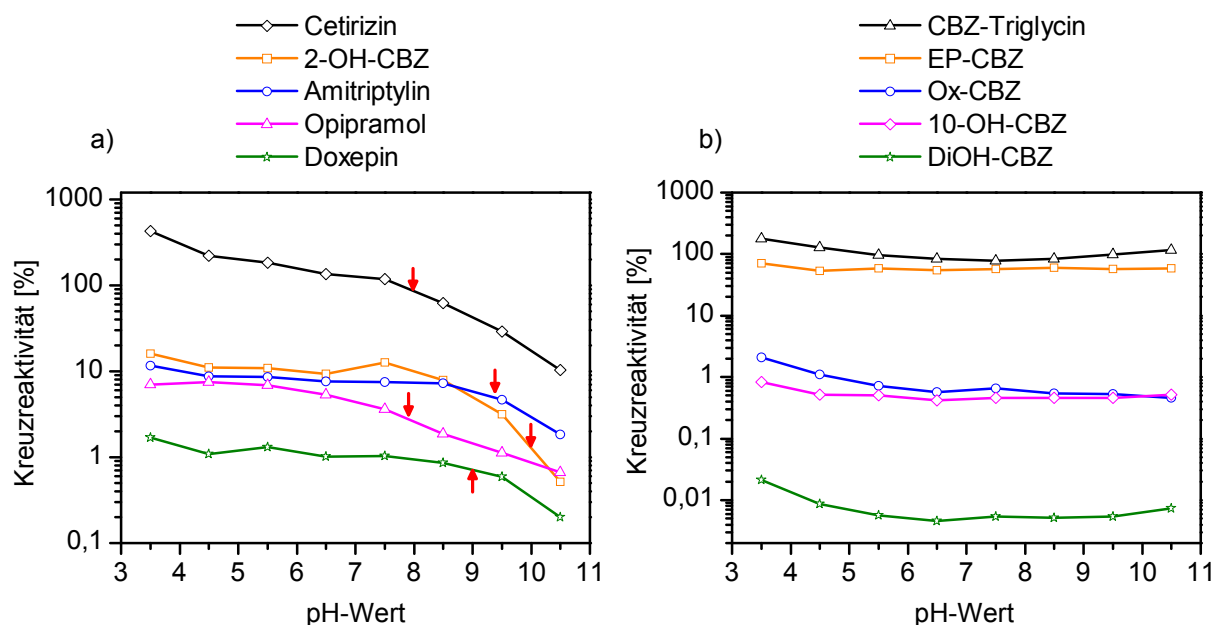 Cetirizin
2-OH-CBZ
Amitriptylin
Opipramol
Doxepin
a)
1000
100
10
1
0,1
Kreuzreaktivität [%]
3 4 5 6 7 8 9 10 11
pH-Wert
CBZ-Triglycin
EP-CBZ
Ox-CBZ
10-OH-CBZ
DiOH-CBZ
b)
1000
100
10
1
0,1
0,01
Kreuzreaktivität [%]
3 4 5 6 7 8 9 10 11
pH-Wert